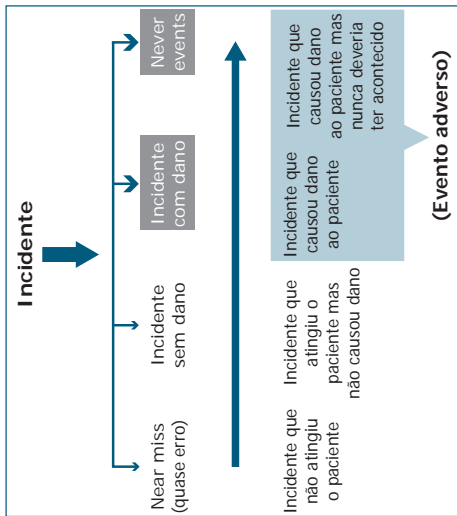 Incidente
Near miss
(quase erro)
Incidente
sem dano
Incidente
com dano
Never
events
Incidente que
não atingiu
o paciente
Incidente que
atingiu o
paciente mas
não causou dano
Incidente que
causou dano
ao paciente
Incidente que
causou dano
ao paciente mas
nunca deveria
ter acontecido
(Evento adverso)